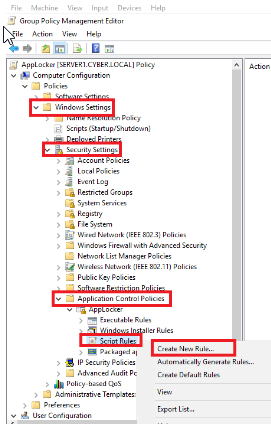 File Machine View Input Devices Help
Group Policy Management Editor
File Action View Help
AppLocker [SERVER1.CYBER.LOCAL] Policy
Action
Computer Configuration
Policies
Software Settings
Windows Settings
Name Resolution Policy
Scripts (Startup/Shutdown)
Deployed Printers
Security Settings
Account Policies
Local Policies
Event Log
Restricted Groups
System Services
Registry
File System
Wired Network (IEEE 802.3) Policies
Windows Firewall with Advanced Security
Network List Manager Policies
Wireless Network (IEEE 802.11) Policies
Public Key Policies
Software Restriction Policies
Application Control Policies
AppLocker
Executable Rules
Windows Installer Rules
Script Rules
Packaged ap
IP Security Policies
Advanced Audit Po
Policy-based QoS
Administrative Templates:
Preferences
User Configuration
Create New Rule...
Automatically Generate Rules...
Create Default Rules
View
Export List...